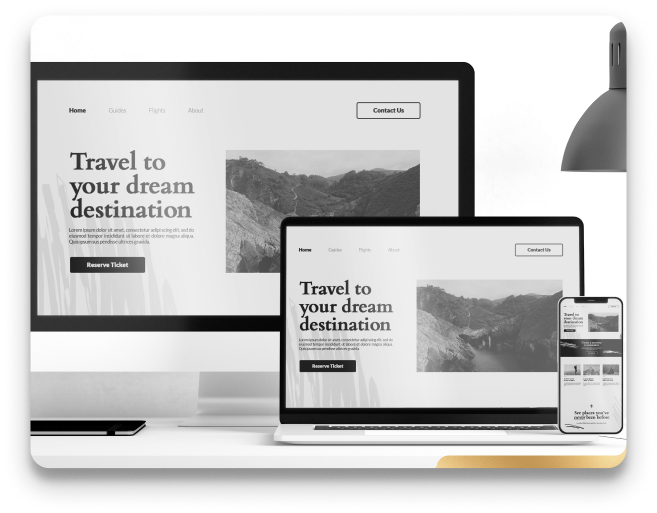 Home Guides Flights About Contact Us
Travel to
your dream
destination
Lorem ipsum dolor sit amet, consectetur adipiscing elit, sed do
eiusmod tempor incididunt ut labore et dolore magna aliqua.
Quis ipsum suspendisse ultrices gravida.
Reserve Ticket
Home Guides Flights About Contact Us
Travel to
your dream
destination
Lorem ipsum dolor sit amet, consectetur adipiscing elit, sed do
eiusmod tempor incididunt ut labore et dolore magna aliqua.
Quis ipsum suspendisse ultrices gravida.
Reserve Ticket
Travel to
your dream
destination
See places you've
never been before